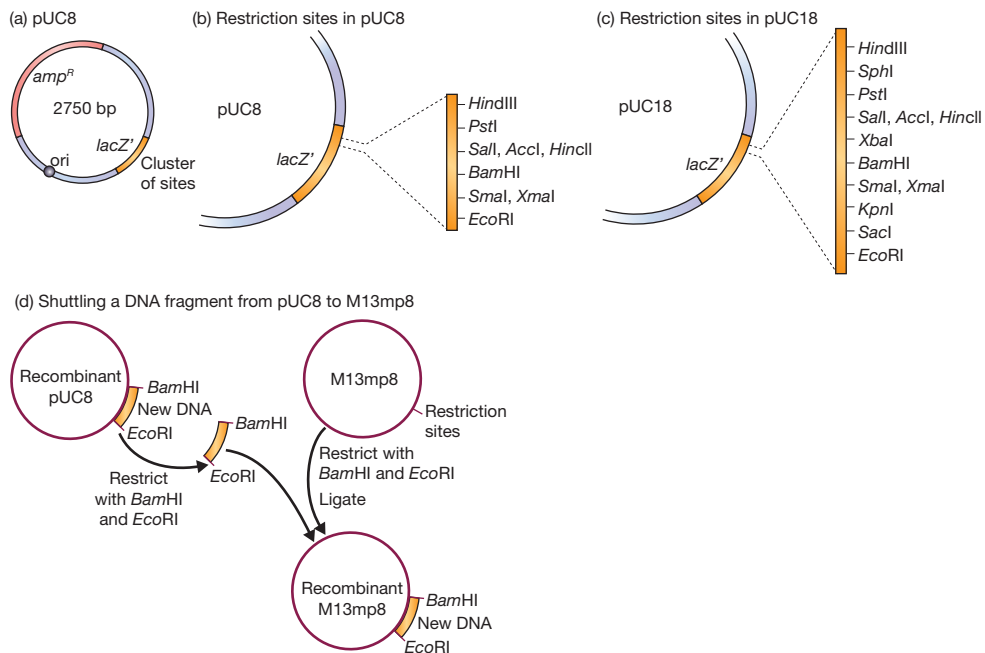 (a) pUC8
amp^R
2750 bp
lacZ'
ori
Cluster
of sites
(b) Restriction sites in pUC8
pUC8
lacZ'
HindIII
PstI
SalI, AccI, HincII
BamHI
SmaI, XmaI
EcoRI
(c) Restriction sites in pUC18
pUC18
lacZ'
HindIII
SphI
PstI
SalI, AccI, HincII
XbaI
BamHI
SmaI, XmaI
KpnI
SacI
EcoRI
(d) Shuttling a DNA fragment from pUC8 to M13mp8
Recombinant
pUC8
BamHI
New DNA
EcoRI
Restrict
with BamHI
and EcoRI
BamHI
EcoRI
M13mp8
Restriction
sites
Restrict with
BamHI and EcoRI
Ligate
Recombinant
M13mp8
BamHI
New DNA
EcoRI